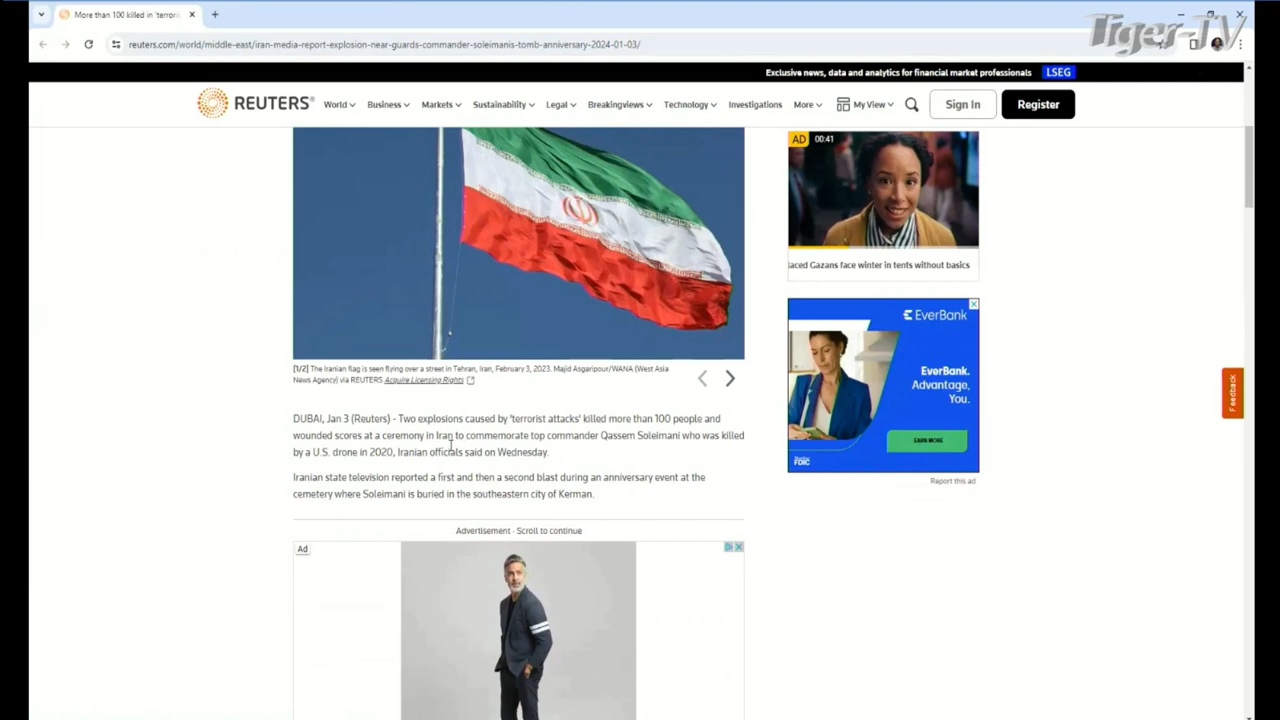 More than 100 killed in 'terroris
Tiger-TV
reuters.com/world/middle-east/iran-media-report-explosion-near-guards-commander-soleimanis-tomb-anniversary-2024-01-03/
Exclusive news, data and analytics for financial market professionals LSEG
REUTERS® World Business Markets Sustainability Legal Breakingviews Technology Investigations More My View Sign In Register
AD 00:41
laced Gazans face winter in tents without basics
EverBank
EverBank.
Advantage,
You.
LEARN MORE
Member
FDIC
Report this ad
Feedback
[1/2] The Iranian flag is seen flying over a street in Tehran, Iran, February 3, 2023. Majid Asgaripour/WANA (West Asia
News Agency) via REUTERS Acquire Licensing Rights
DUBAI, Jan 3 (Reuters) - Two explosions caused by 'terrorist attacks' killed more than 100 people and
wounded scores at a ceremony in Iran to commemorate top commander Qassem Soleimani who was killed
by a U.S. drone in 2020, Iranian officials said on Wednesday.
Iranian state television reported a first and then a second blast during an anniversary event at the
cemetery where Soleimani is buried in the southeastern city of Kerman.
Advertisement · Scroll to continue
Ad